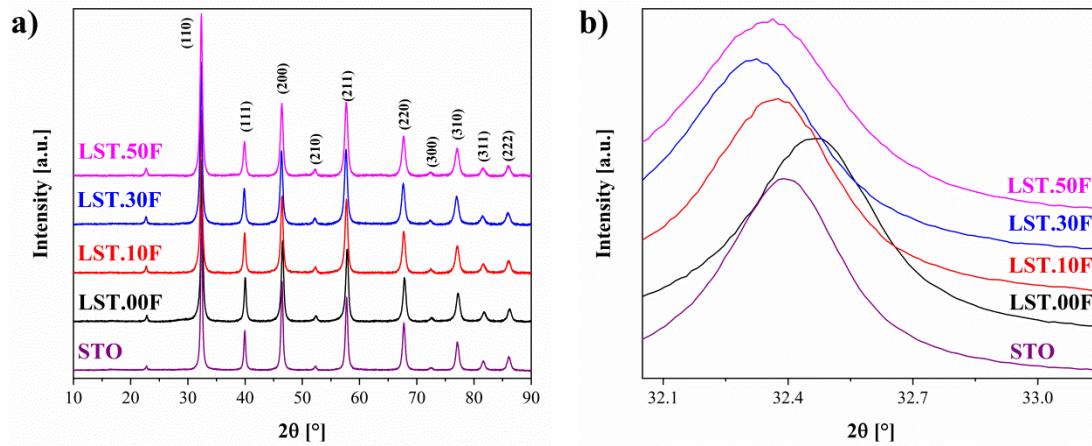 a)
Intensity [a.u.]
(110)
(111)
(200)
(210)
(211)
(220)
(300)
(310)
(311)
(222)
LST.50F
LST.30F
LST.10F
LST.00F
STO
10 20 30 40 50 60 70 80 90
2θ [°]
b)
Intensity [a.u.]
LST.50F
LST.30F
LST.10F
LST.00F
STO
32.1 32.4 32.7 33.0
2θ [°]